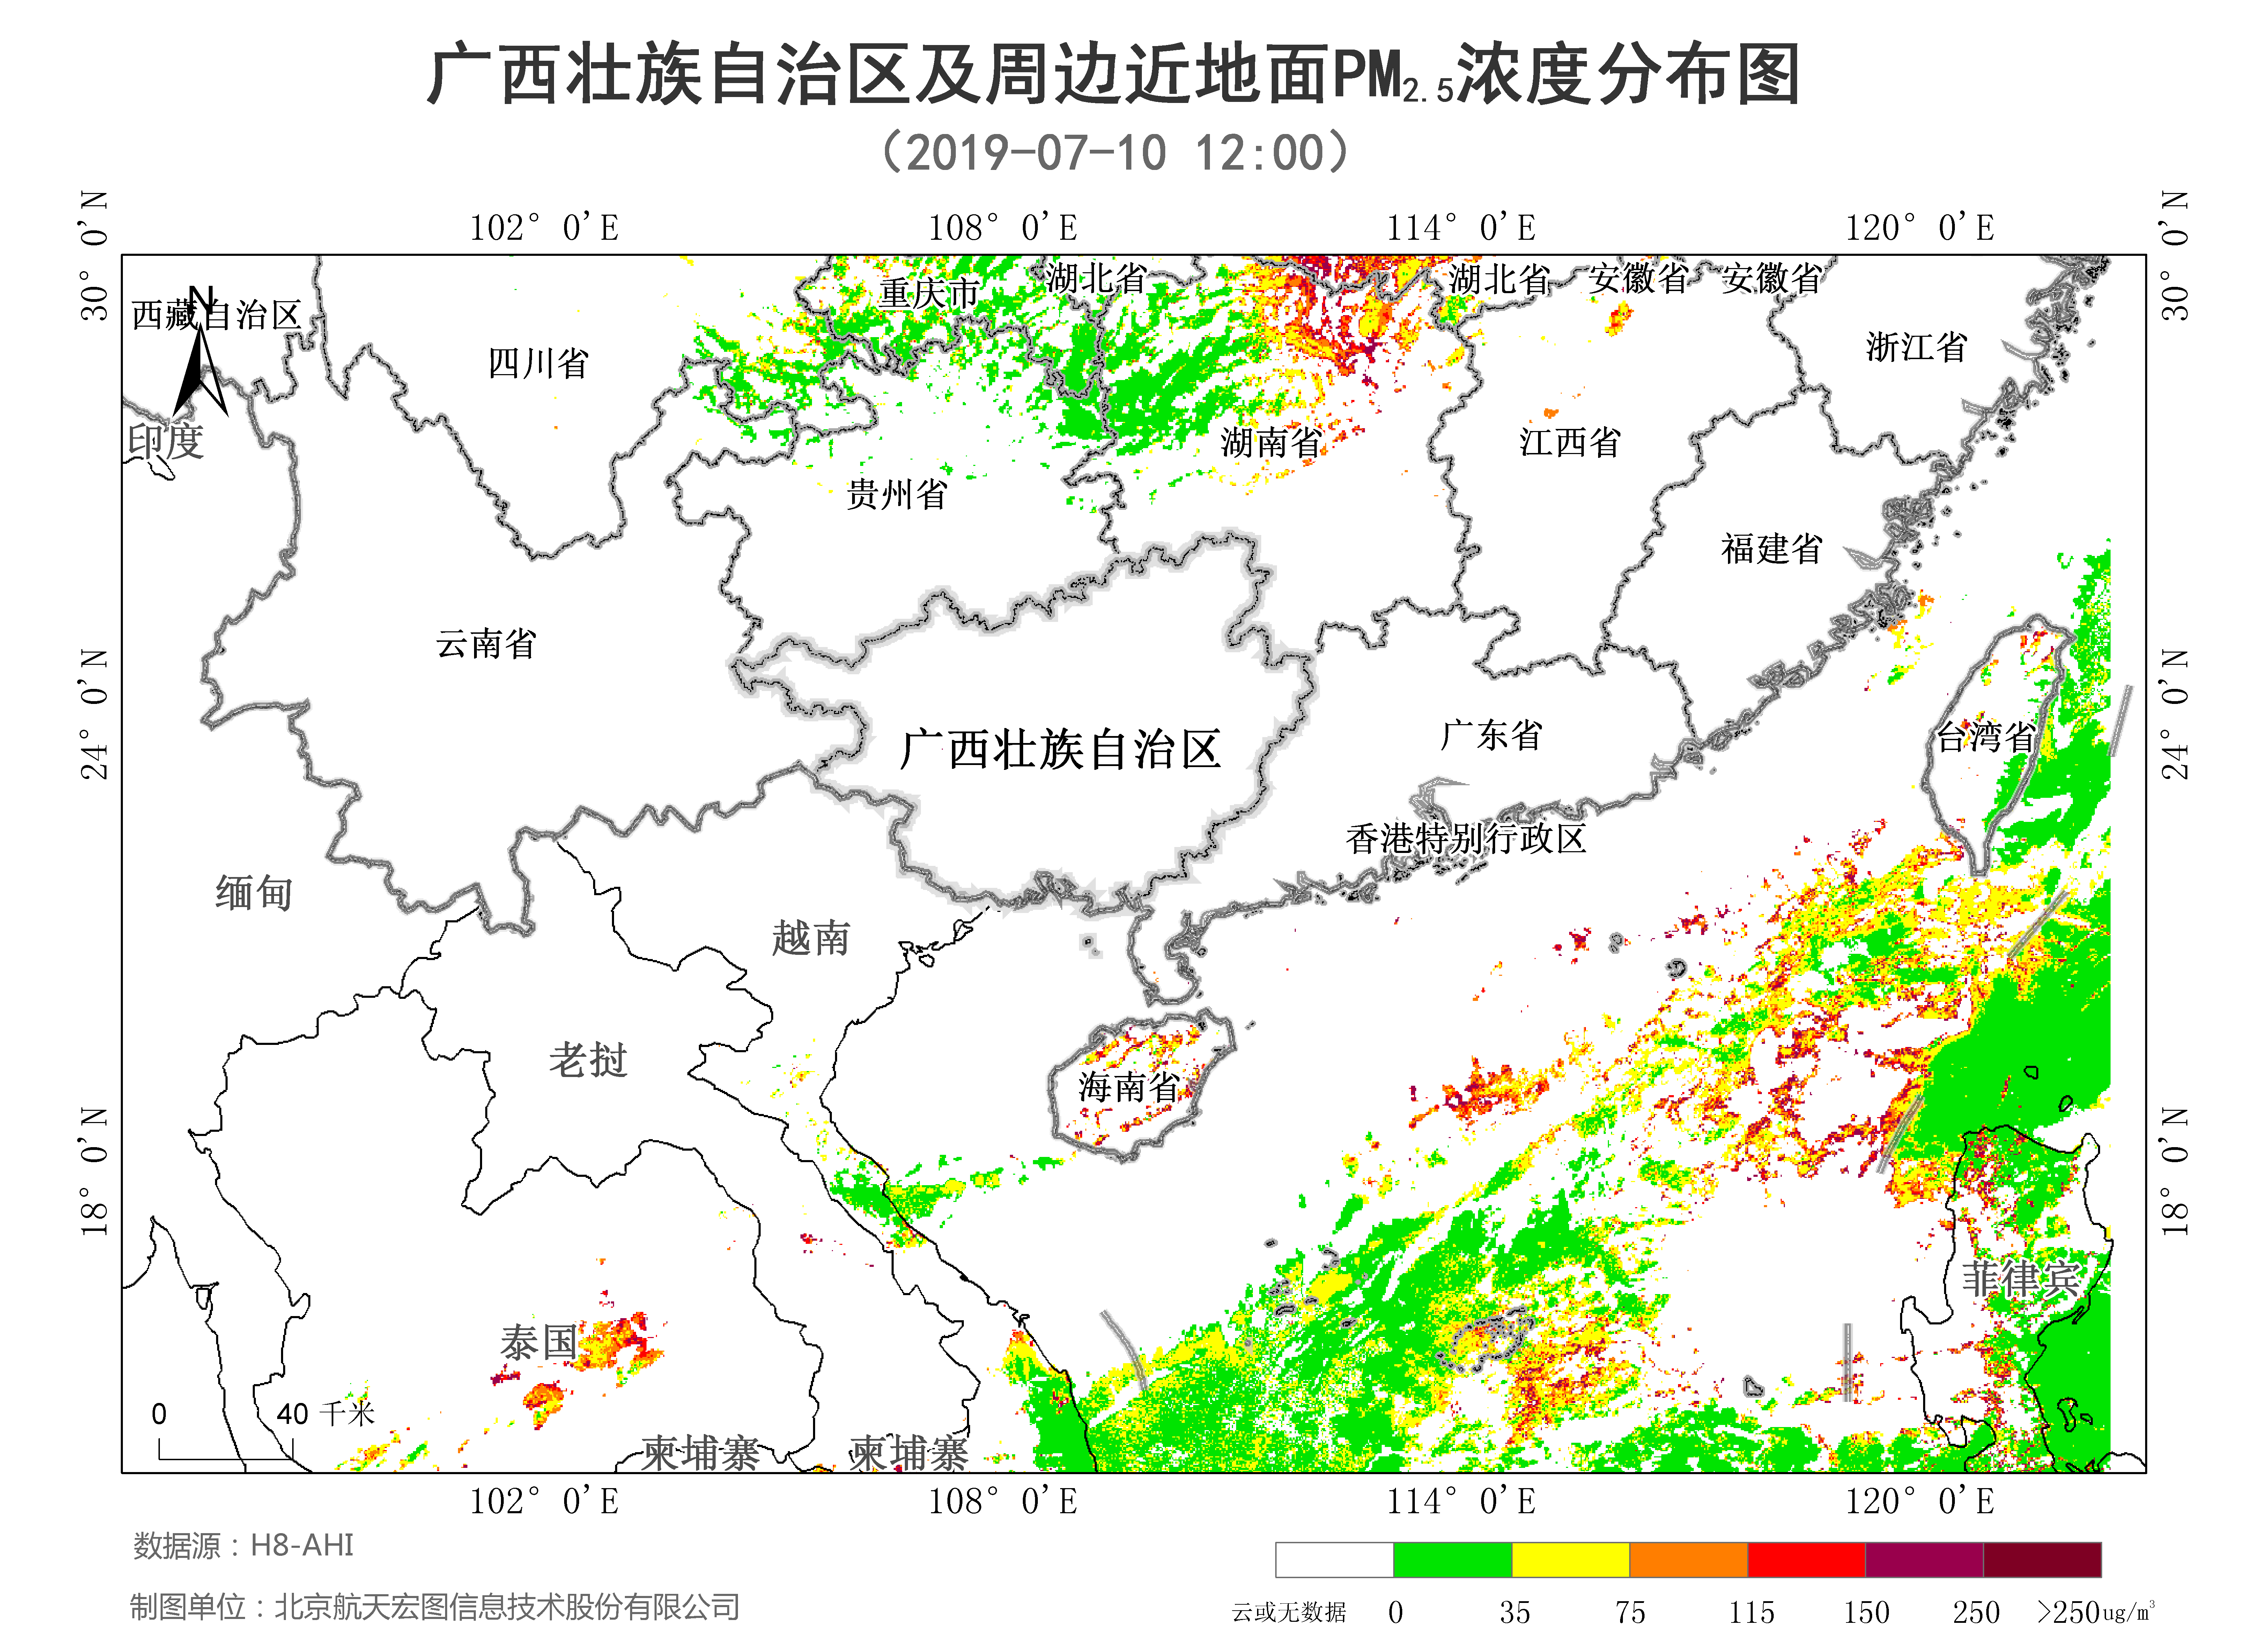 广西壮族自治区及周边近地面PM2.5浓度分布图
（2019-07-10 12:00）
102° 0'E 108° 0'E 114° 0'E 120° 0'E
30° 0'N 30° 0'N
N
西藏自治区
重庆市
湖北省
湖北省
安徽省
安徽省
四川省
浙江省
印度
湖南省
江西省
贵州省
福建省
云南省
24° 0'N 24° 0'N
广西壮族自治区
广东省
台湾省
香港特别行政区
缅甸
越南
老挝
海南省
18° 0'N 18° 0'N
菲律宾
泰国
0 40 千米
柬埔寨
柬埔寨
102° 0'E 108° 0'E 114° 0'E 120° 0'E
数据源：H8-AHI
制图单位：北京航天宏图信息技术股份有限公司
云或无数据 0 35 75 115 150 250 >250ug/m³